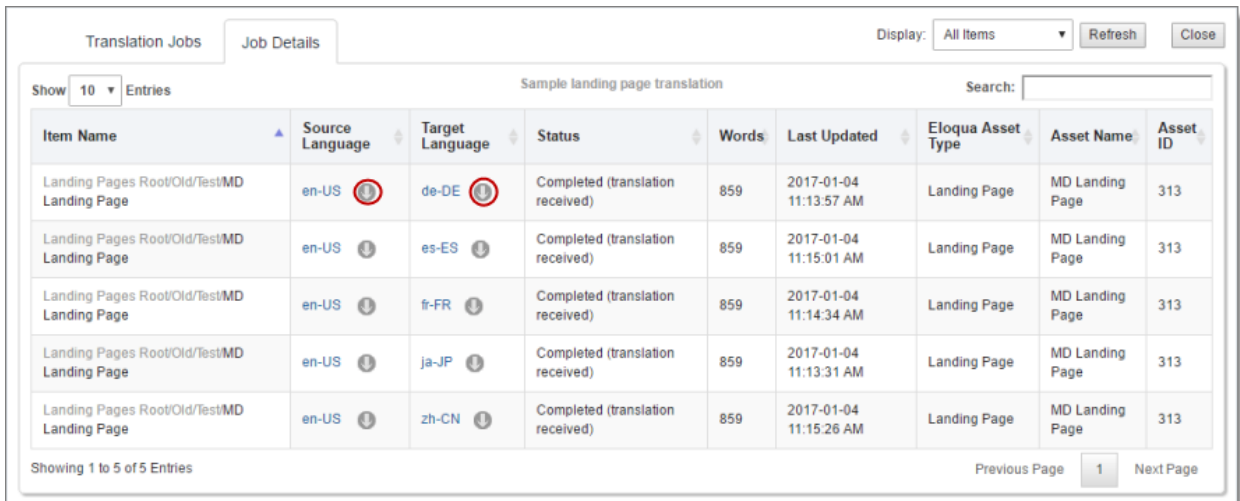 Translation Jobs Job Details Display: All Items Refresh Close
Show 10 Entries Sample landing page translation Search:
Item Name Source Language Target Language Status Words Last Updated Eloqua Asset Type Asset Name Asset ID
Landing Pages Root/Old/Test/MD en-US de-DE Completed (translation 859 2017-01-04 Landing Page MD Landing 313
Landing Page received) 11:13:57 AM Page
Landing Pages Root/Old/Test/MD en-US es-ES Completed (translation 859 2017-01-04 Landing Page MD Landing 313
Landing Page received) 11:15:01 AM Page
Landing Pages Root/Old/Test/MD en-US fr-FR Completed (translation 859 2017-01-04 Landing Page MD Landing 313
Landing Page received) 11:14:34 AM Page
Landing Pages Root/Old/Test/MD en-US ja-JP Completed (translation 859 2017-01-04 Landing Page MD Landing 313
Landing Page received) 11:13:31 AM Page
Landing Pages Root/Old/Test/MD en-US zh-CN Completed (translation 859 2017-01-04 Landing Page MD Landing 313
Landing Page received) 11:15:26 AM Page
Showing 1 to 5 of 5 Entries Previous Page 1 Next Page